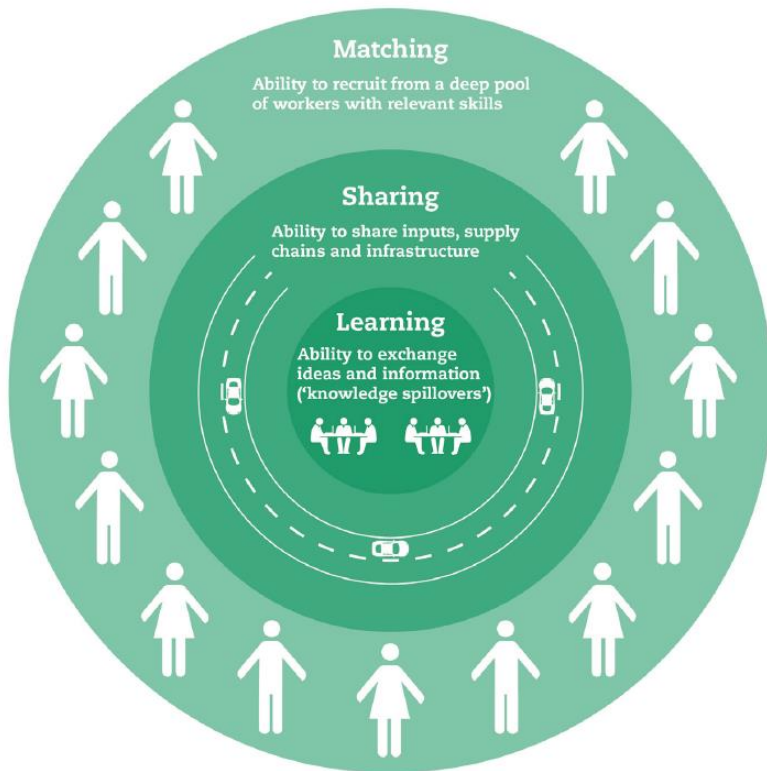 Matching
Ability to recruit from a deep pool
of workers with relevant skills
Sharing
Ability to share inputs, supply
chains and infrastructure
Learning
Ability to exchange
ideas and information
(‘knowledge spillovers’)